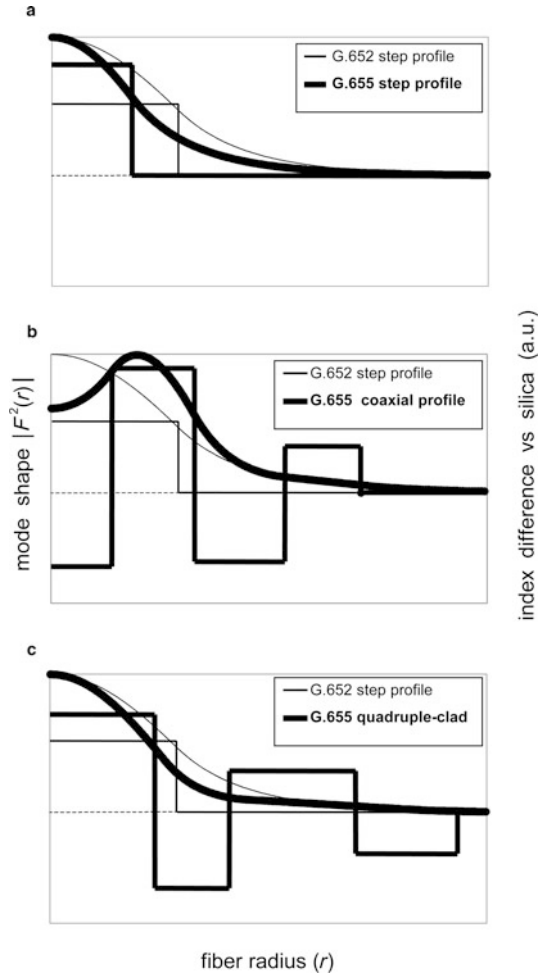 a
G.652 step profile
G.655 step profile
b
G.652 step profile
G.655 coaxial profile
c
G.652 step profile
G.655 quadruple-clad
mode shape |F²(r)|
index difference vs silica (a.u.)
fiber radius (r)